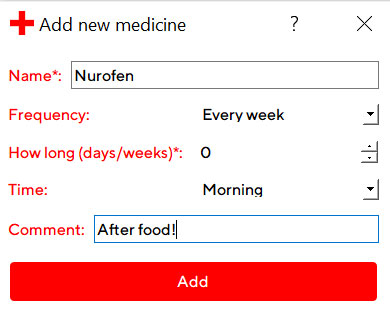 Add new medicine ?
Name*: Nurofen
Frequency: Every week
How long (days/weeks)*: 0
Time: Morning
Comment: After food!
Add